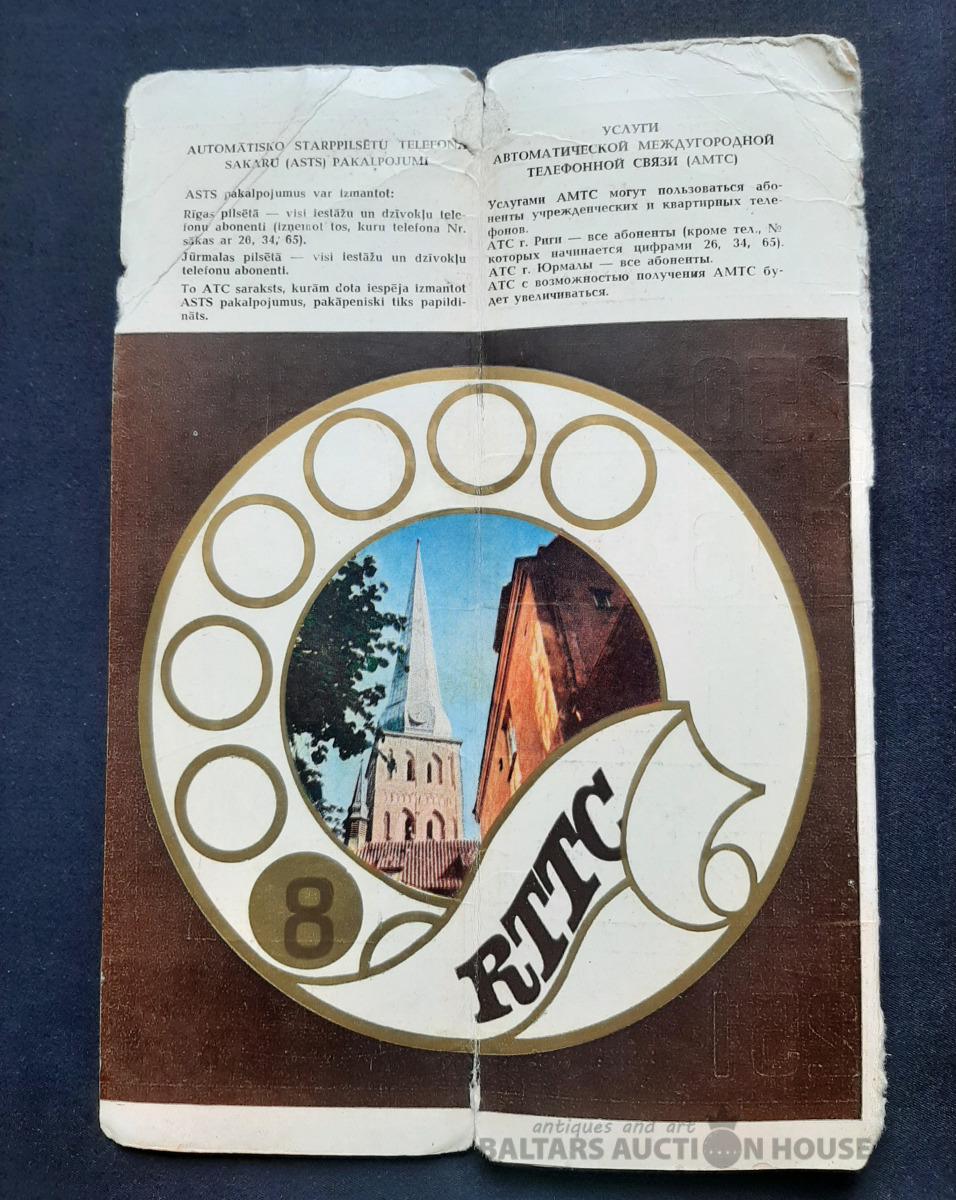 AUTOMĀTISKO STARPPILSĒTU TELEFONA
SAKARU (ASTS) PAKALPOJUMI
ASTS pakalpojumus var izmantot:
Rīgas pilsētā — visi iestāžu un dzīvokļu tele-
fonu abonenti (izņemot tos, kuru telefona Nr.
sākas ar 26, 34, 65).
Jūrmalas pilsētā — visi iestāžu un dzīvokļu
telefonu abonenti.
To ATC saraksts, kurām dota iespēja izmantot
ASTS pakalpojumus, pakāpeniski tiks papildi-
nāts.
УСЛУГИ
АВТОМАТИЧЕСКОЙ МЕЖДУГОРОДНОЙ
ТЕЛЕФОННОЙ СВЯЗИ (АМТС)
Услугами АМТС могут пользоваться або-
ненты учрежденческих и квартирных теле-
фонов.
АТС г. Риги — все абоненты (кроме тел., №
которых начинается цифрами 26, 34, 65).
АТС г. Юрмалы — все абоненты.
АТС с возможностью получения АМТС бу-
дет увеличиваться.
8
RTTC
antiques and art
BALTARS AUCTION HOUSE